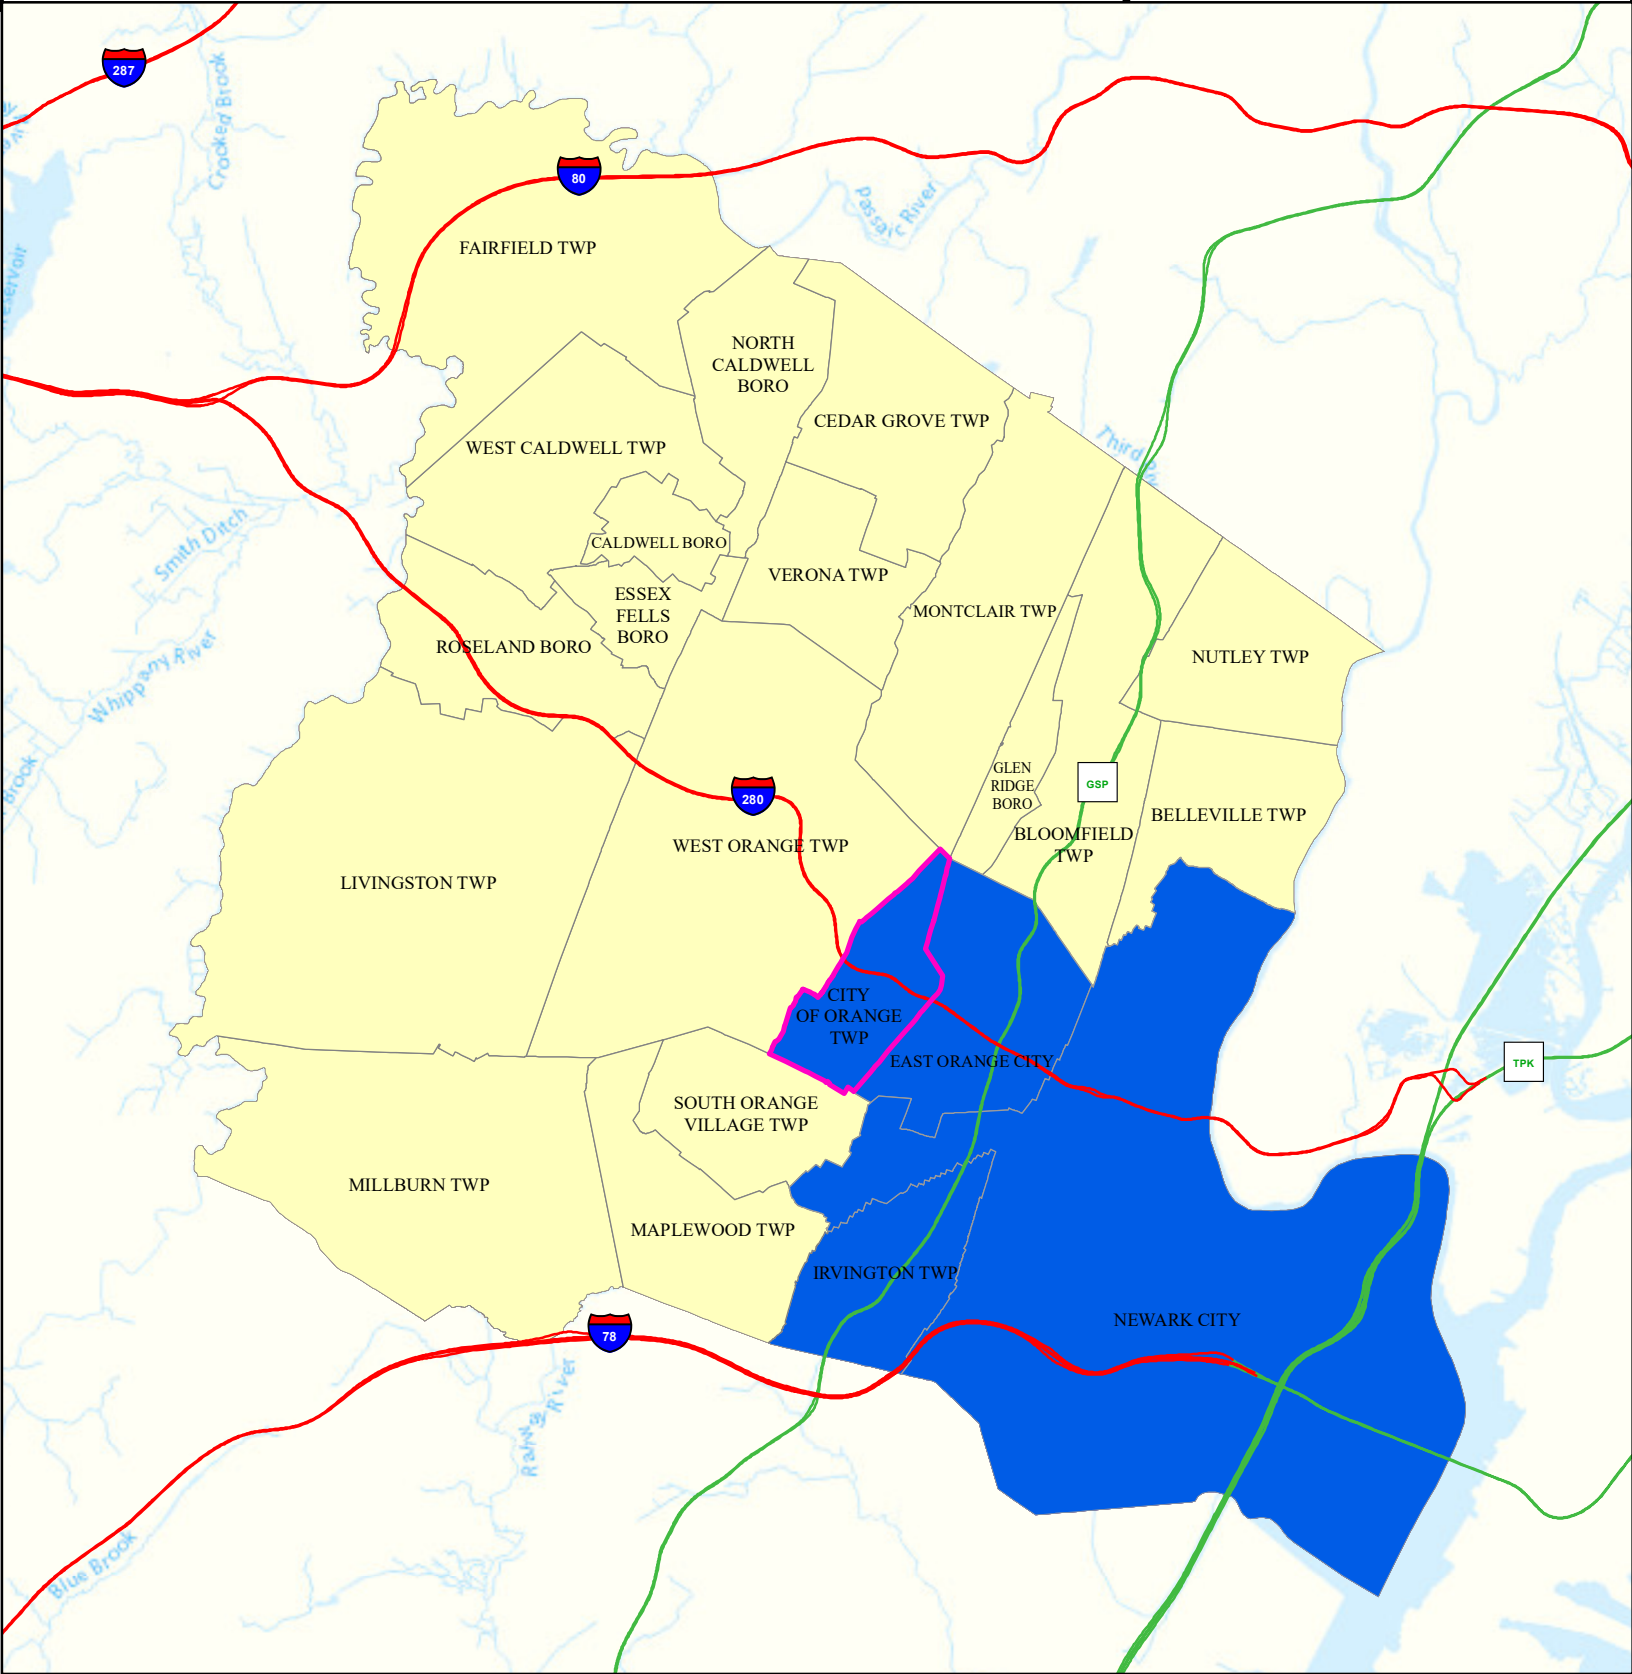 287
Crooked Brook
80
Passaic River
FAIRFIELD TWP
NORTH
CALDWELL
BORO
CEDAR GROVE TWP
WEST CALDWELL TWP
Third Riv
Smith Ditch
CALDWELL BORO
VERONA TWP
ESSEX
FELLS
BORO
MONTCLAIR TWP
ROSELAND BORO
Whippany River
NUTLEY TWP
Brook
GLEN
RIDGE
BORO
GSP
280
BELLEVILLE TWP
BLOOMFIELD
TWP
WEST ORANGE TWP
LIVINGSTON TWP
CITY
OF ORANGE
TWP
EAST ORANGE CITY
TPK
SOUTH ORANGE
VILLAGE TWP
MILLBURN TWP
MAPLEWOOD TWP
IRVINGTON TWP
NEWARK CITY
78
River
Blue Brook